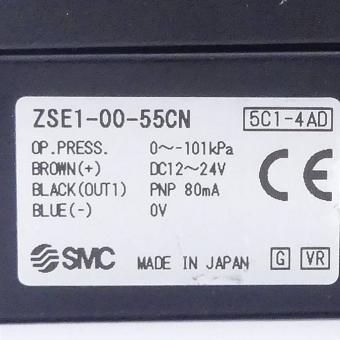 ZSE1-00-55CN 5C1-4AD
OP.PRESS. 0～-101kPa
BROWN(+) DC12～24V
BLACK(OUT1) PNP 80mA
BLUE(-) 0V
CE
SMC MADE IN JAPAN G VR